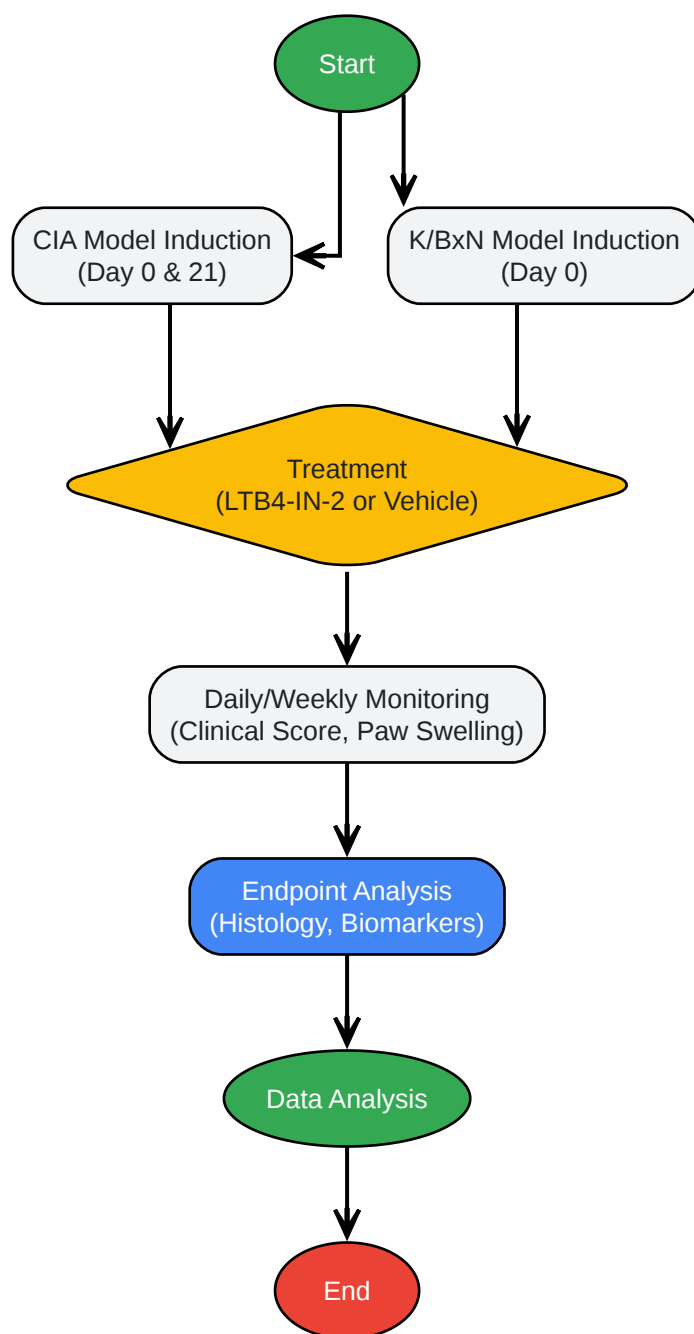 Start
CIA Model Induction
(Day 0 & 21)
K/BxN Model Induction
(Day 0)
Treatment
(LTB4-IN-2 or Vehicle)
Daily/Weekly Monitoring
(Clinical Score, Paw Swelling)
Endpoint Analysis
(Histology, Biomarkers)
Data Analysis
End